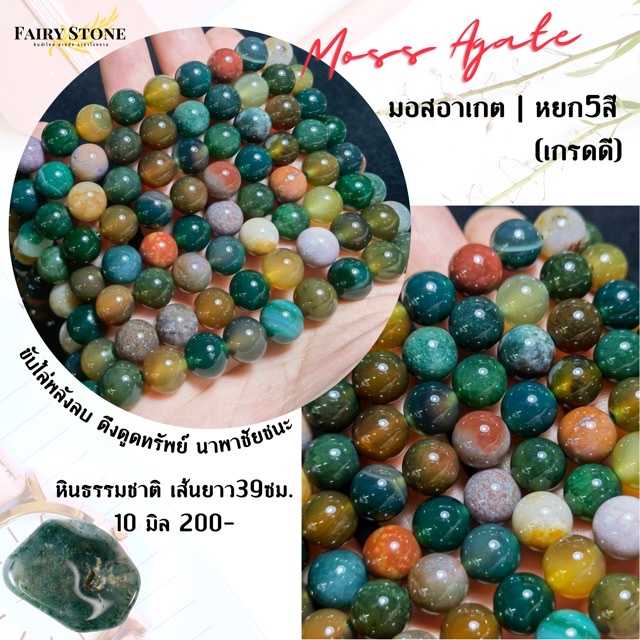 FAIRY STONE
Moss Agate
มอสอาเกต | หยก5สี
(เกรดดี)
ขับไล่พลังลบ ดึงดูดทรัพย์ นาพาชัยชนะ
หินธรรมชาติ เส้นยาว39ซม.
10 มิล 200-